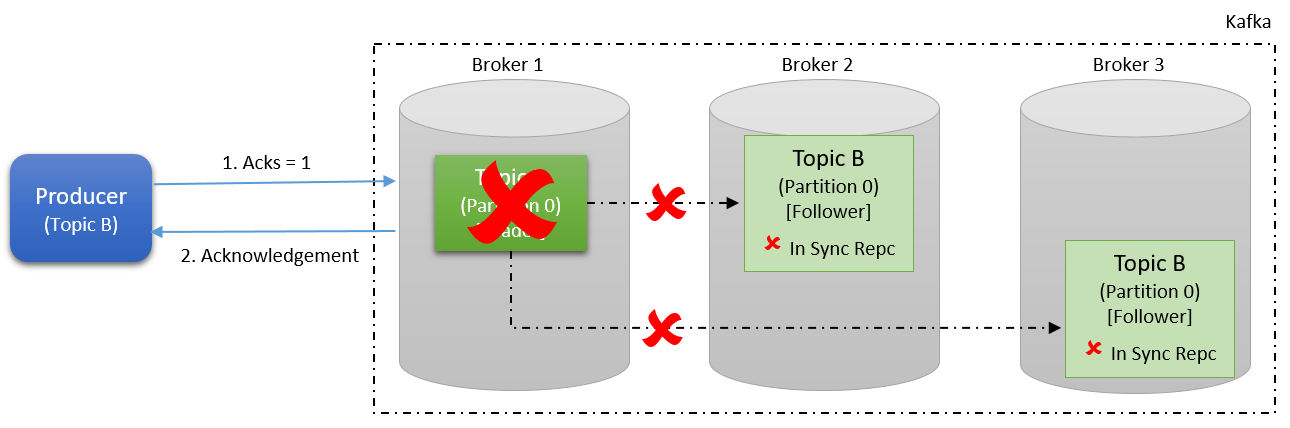 Kafka
Broker 1
Broker 2
Broker 3
Producer
(Topic B)
1. Acks = 1
2. Acknowledgement
0)
Topic B
(Partition 0)
[Follower]
In Sync Repc
Topic B
(Partition 0)
[Follower]
In Sync Repc